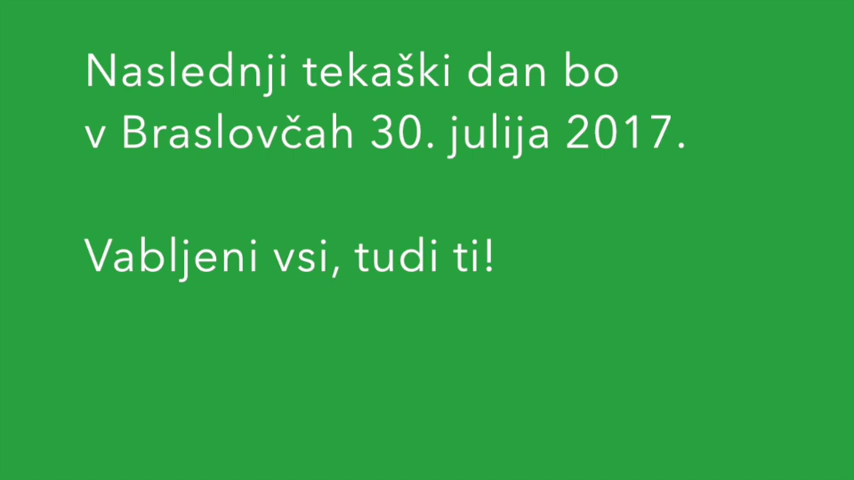 Naslednji tekaški dan bo
v Braslovčah 30. julija 2017.
Vabljeni vsi, tudi ti!